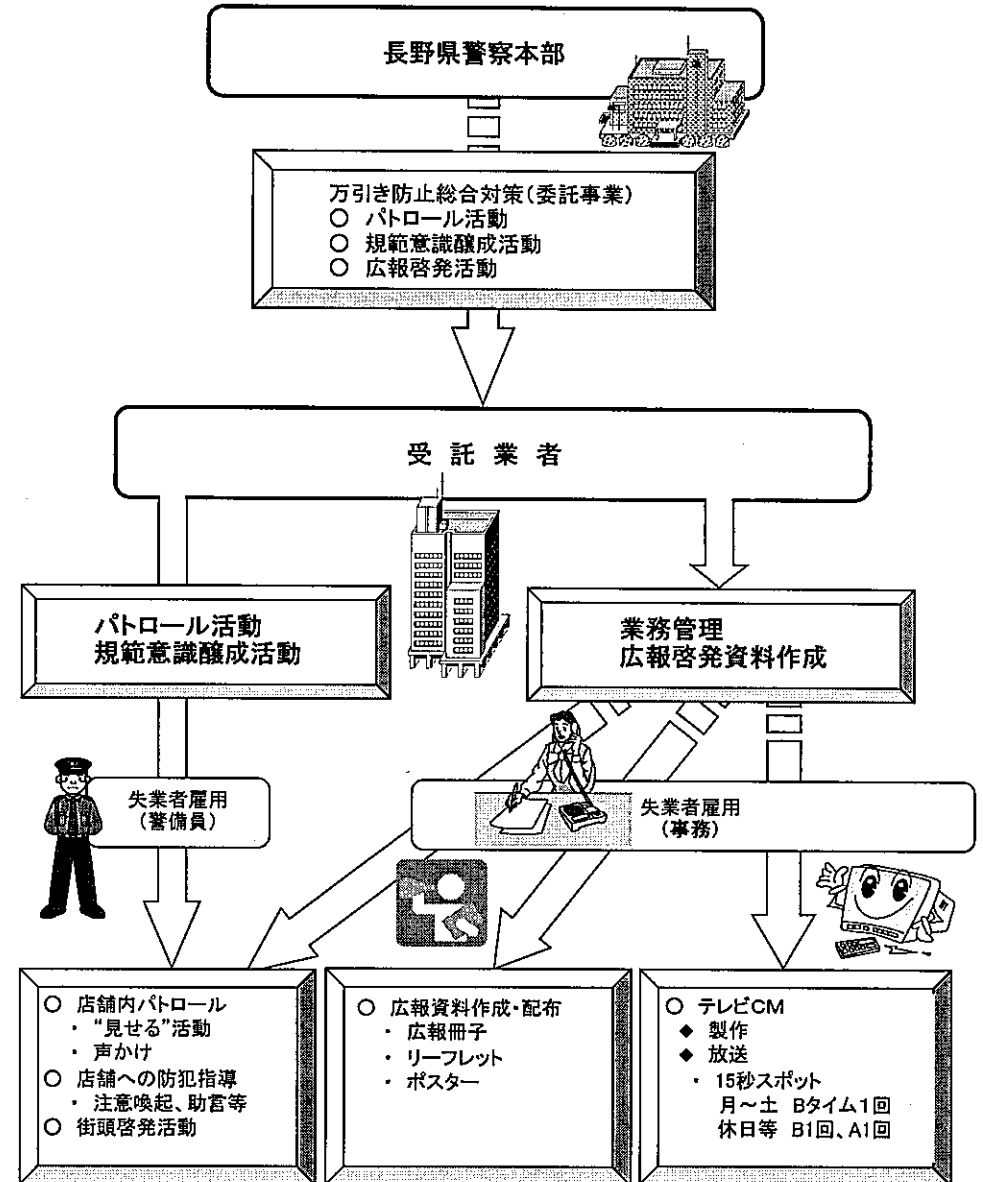 長野県警察本部
万引き防止総合対策(委託事業)
○ パトロール活動
○ 規範意識醸成活動
○ 広報啓発活動
受託業者
パトロール活動
規範意識醸成活動
業務管理
広報啓発資料作成
失業者雇用
(警備員)
失業者雇用
(事務)
○ 店舗内パトロール
・ “見せる”活動
・ 声かけ
○ 店舗への防犯指導
・ 注意喚起、助言等
○ 街頭啓発活動
○ 広報資料作成・配布
・ 広報冊子
・ リーフレット
・ ポスター
○ テレビCM
◆ 製作
◆ 放送
・ 15秒スポット
月～土 Bタイム1回
休日等 B1回、A1回